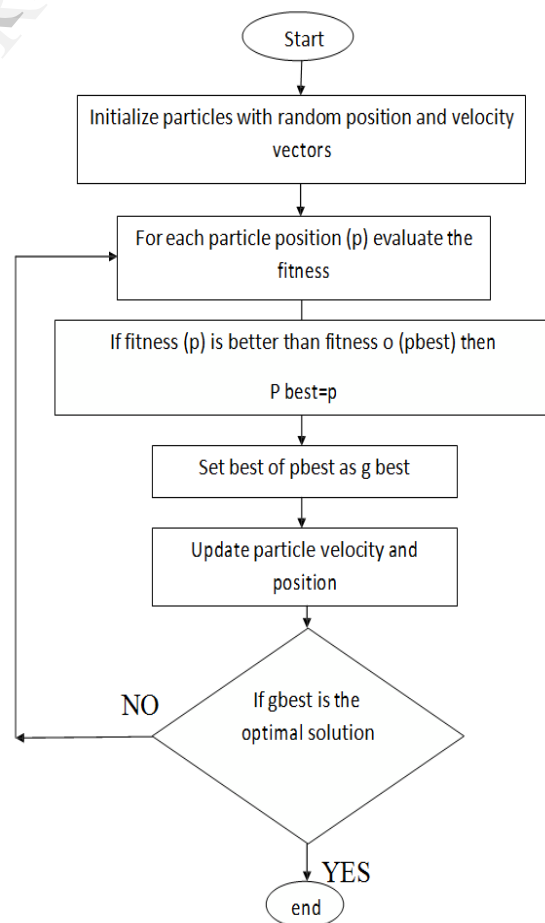 Start
Initialize particles with random position and velocity
vectors
For each particle position (p) evaluate the
fitness
If fitness (p) is better than fitness o (pbest) then
P best=p
Set best of pbest as g best
Update particle velocity and
position
If gbest is the
optimal solution
NO
YES
end